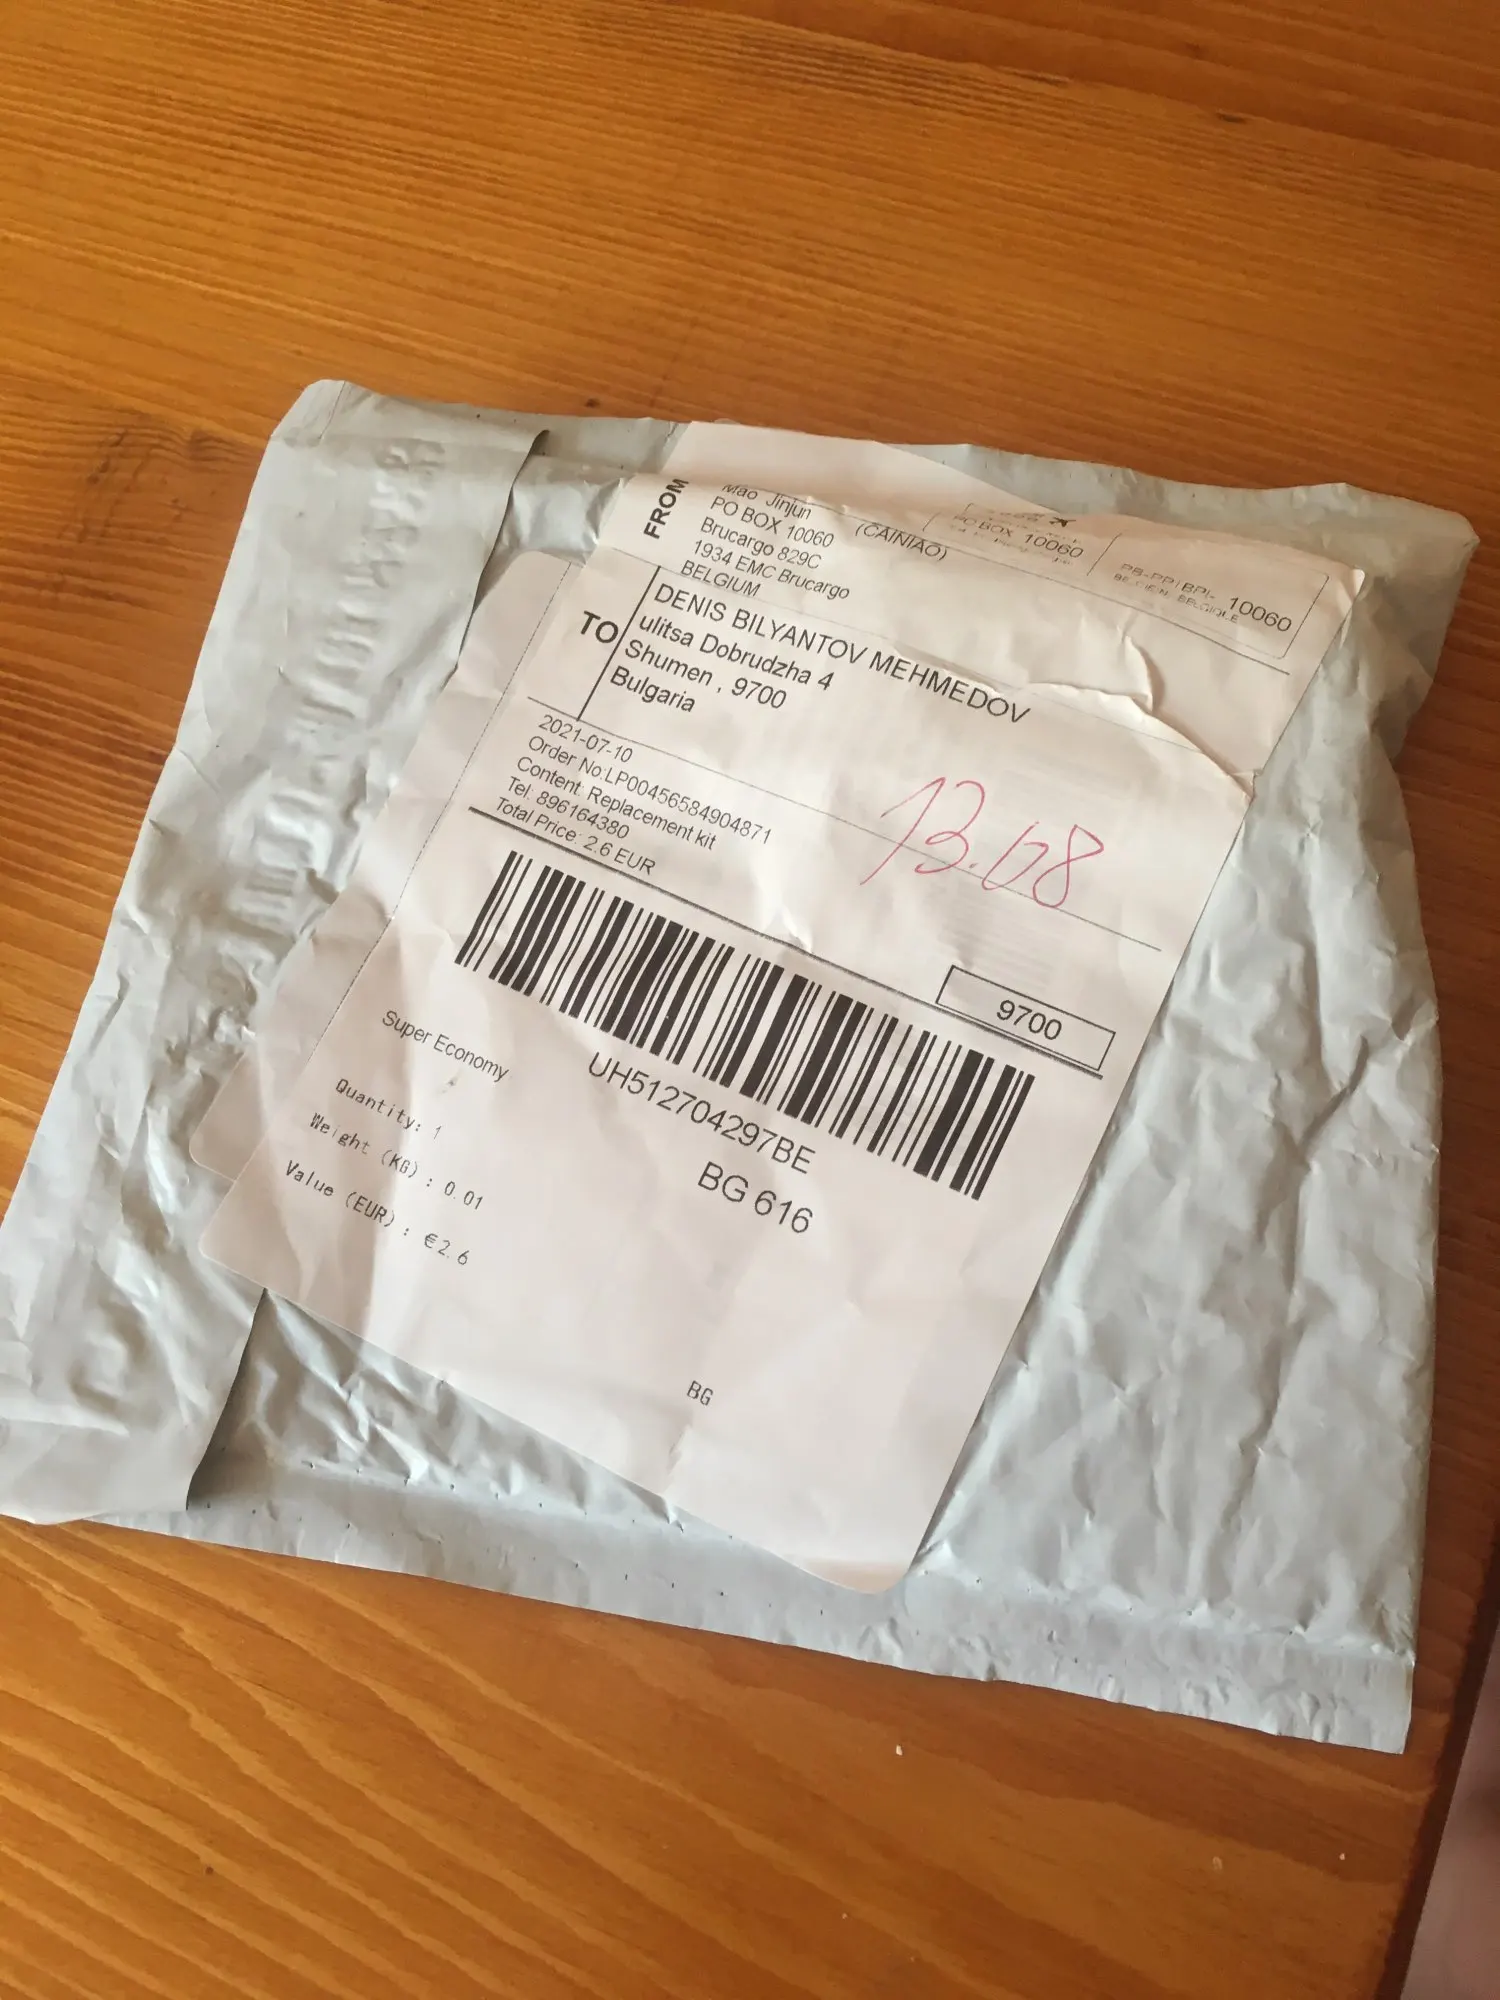 FROM
Mao Jinjun
PO BOX 10060 (CAINIAO)
Brucargo 829C
1934 EMC Brucargo
BELGIUM
PO BOX 10060
PB-PP | BPI- 10060
BELGIE(N) BELGIQUE
TO
DENIS BILYANTOV MEHMEDOV
ulitsa Dobrudzha 4
Shumen , 9700
Bulgaria
2021-07-10
Order No:LP00456584904871
Content: Replacement kit
Tel: 896164380
Total Price: 2.6 EUR
13.08
9700
UH512704297BE
BG 616
Super Economy
Quantity: 1
Weight (KG) : 0.01
Value (EUR) : €2.6
BG